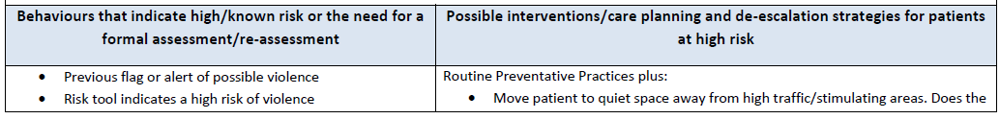 Behaviours that indicate high/known risk or the need for a
formal assessment/re-assessment
Possible interventions/care planning and de-escalation strategies for patients
at high risk
• Previous flag or alert of possible violence
• Risk tool indicates a high risk of violence
Routine Preventative Practices plus:
• Move patient to quiet space away from high traffic/stimulating areas. Does the